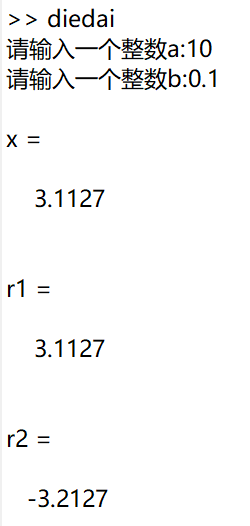 >> diedai
请输入一个整数a:10
请输入一个整数b:0.1
x =
3.1127
r1 =
3.1127
r2 =
-3.2127